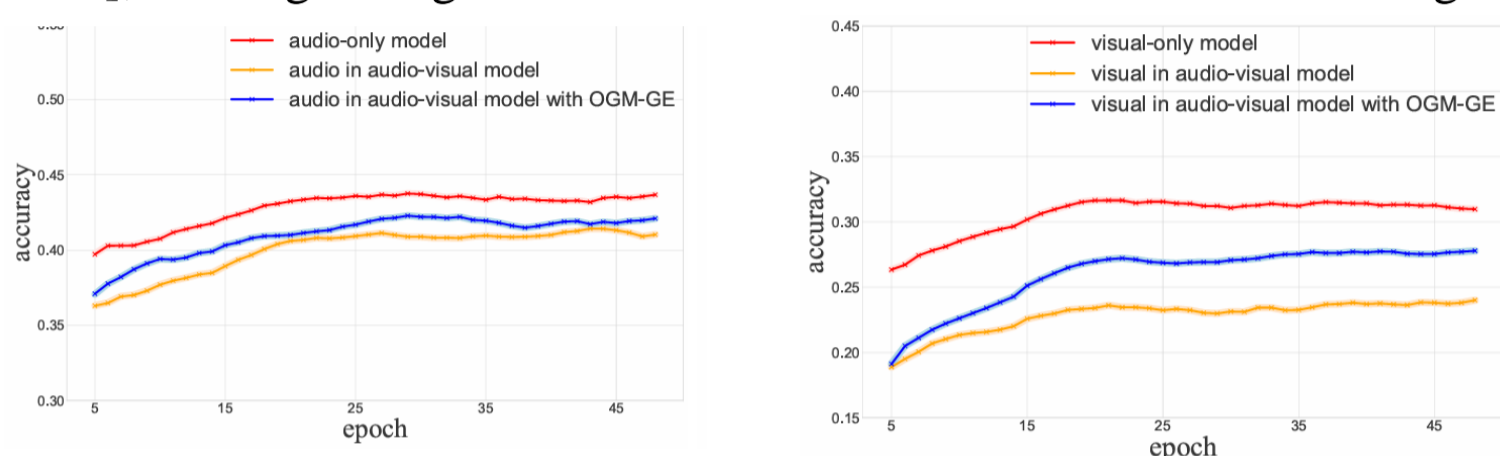 audio-only model
audio in audio-visual model
audio in audio-visual model with OGM-GE
0.50
0.45
0.40
0.35
0.30
accuracy
5 15 25 35 45
epoch
visual-only model
visual in audio-visual model
visual in audio-visual model with OGM-GE
0.45
0.40
0.35
0.30
0.25
0.20
0.15
accuracy
5 15 25 35 45
epoch